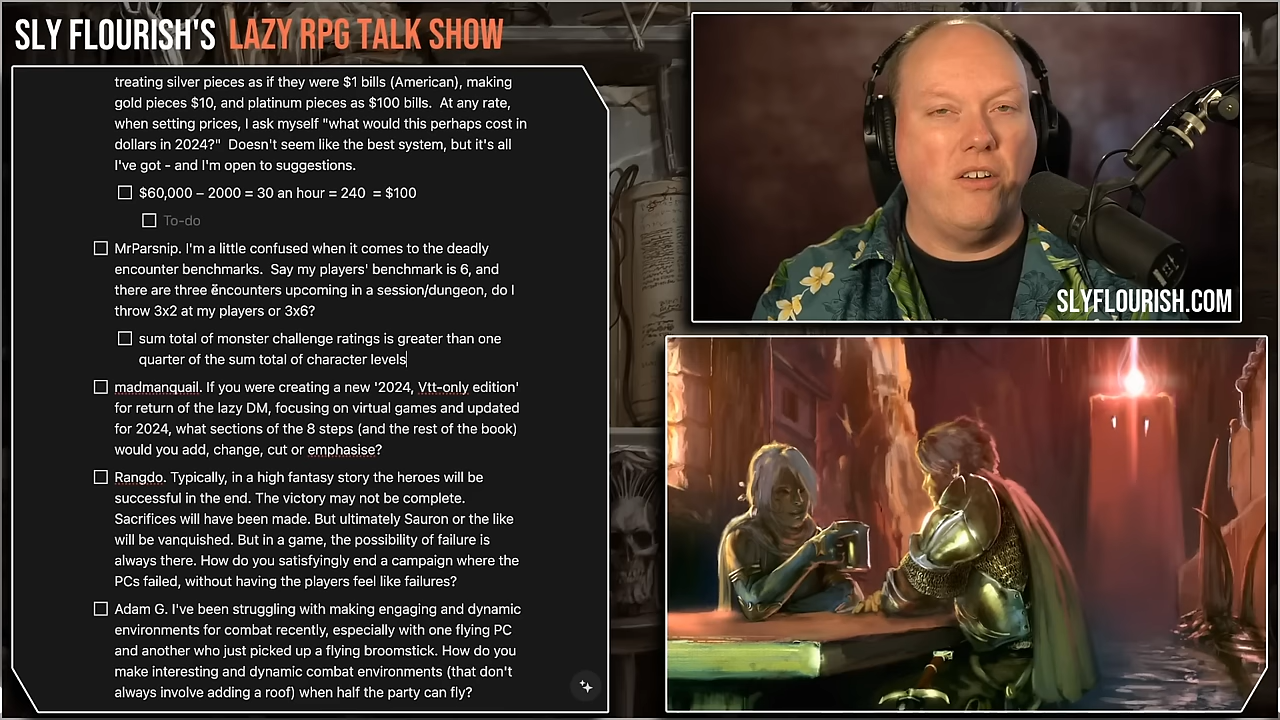 SLY FLOURISH'S LAZY RPG TALK SHOW
treating silver pieces as if they were $1 bills (American), making
gold pieces $10, and platinum pieces as $100 bills.  At any rate,
when setting prices, I ask myself "what would this perhaps cost in
dollars in 2024?"  Doesn't seem like the best system, but it's all
I've got - and I'm open to suggestions.
$60,000 – 2000 = 30 an hour = 240  = $100
To-do
MrParsnip. I'm a little confused when it comes to the deadly
encounter benchmarks.  Say my players' benchmark is 6, and
there are three encounters upcoming in a session/dungeon, do I
throw 3x2 at my players or 3x6?
sum total of monster challenge ratings is greater than one
quarter of the sum total of character levels
madmanquail. If you were creating a new '2024, Vtt-only edition'
for return of the lazy DM, focusing on virtual games and updated
for 2024, what sections of the 8 steps (and the rest of the book)
would you add, change, cut or emphasise?
Rangdo. Typically, in a high fantasy story the heroes will be
successful in the end. The victory may not be complete.
Sacrifices will have been made. But ultimately Sauron or the like
will be vanquished. But in a game, the possibility of failure is
always there. How do you satisfyingly end a campaign where the
PCs failed, without having the players feel like failures?
Adam G. I've been struggling with making engaging and dynamic
environments for combat recently, especially with one flying PC
and another who just picked up a flying broomstick. How do you
make interesting and dynamic combat environments (that don't
always involve adding a roof) when half the party can fly?
SLYFLOURISH.COM